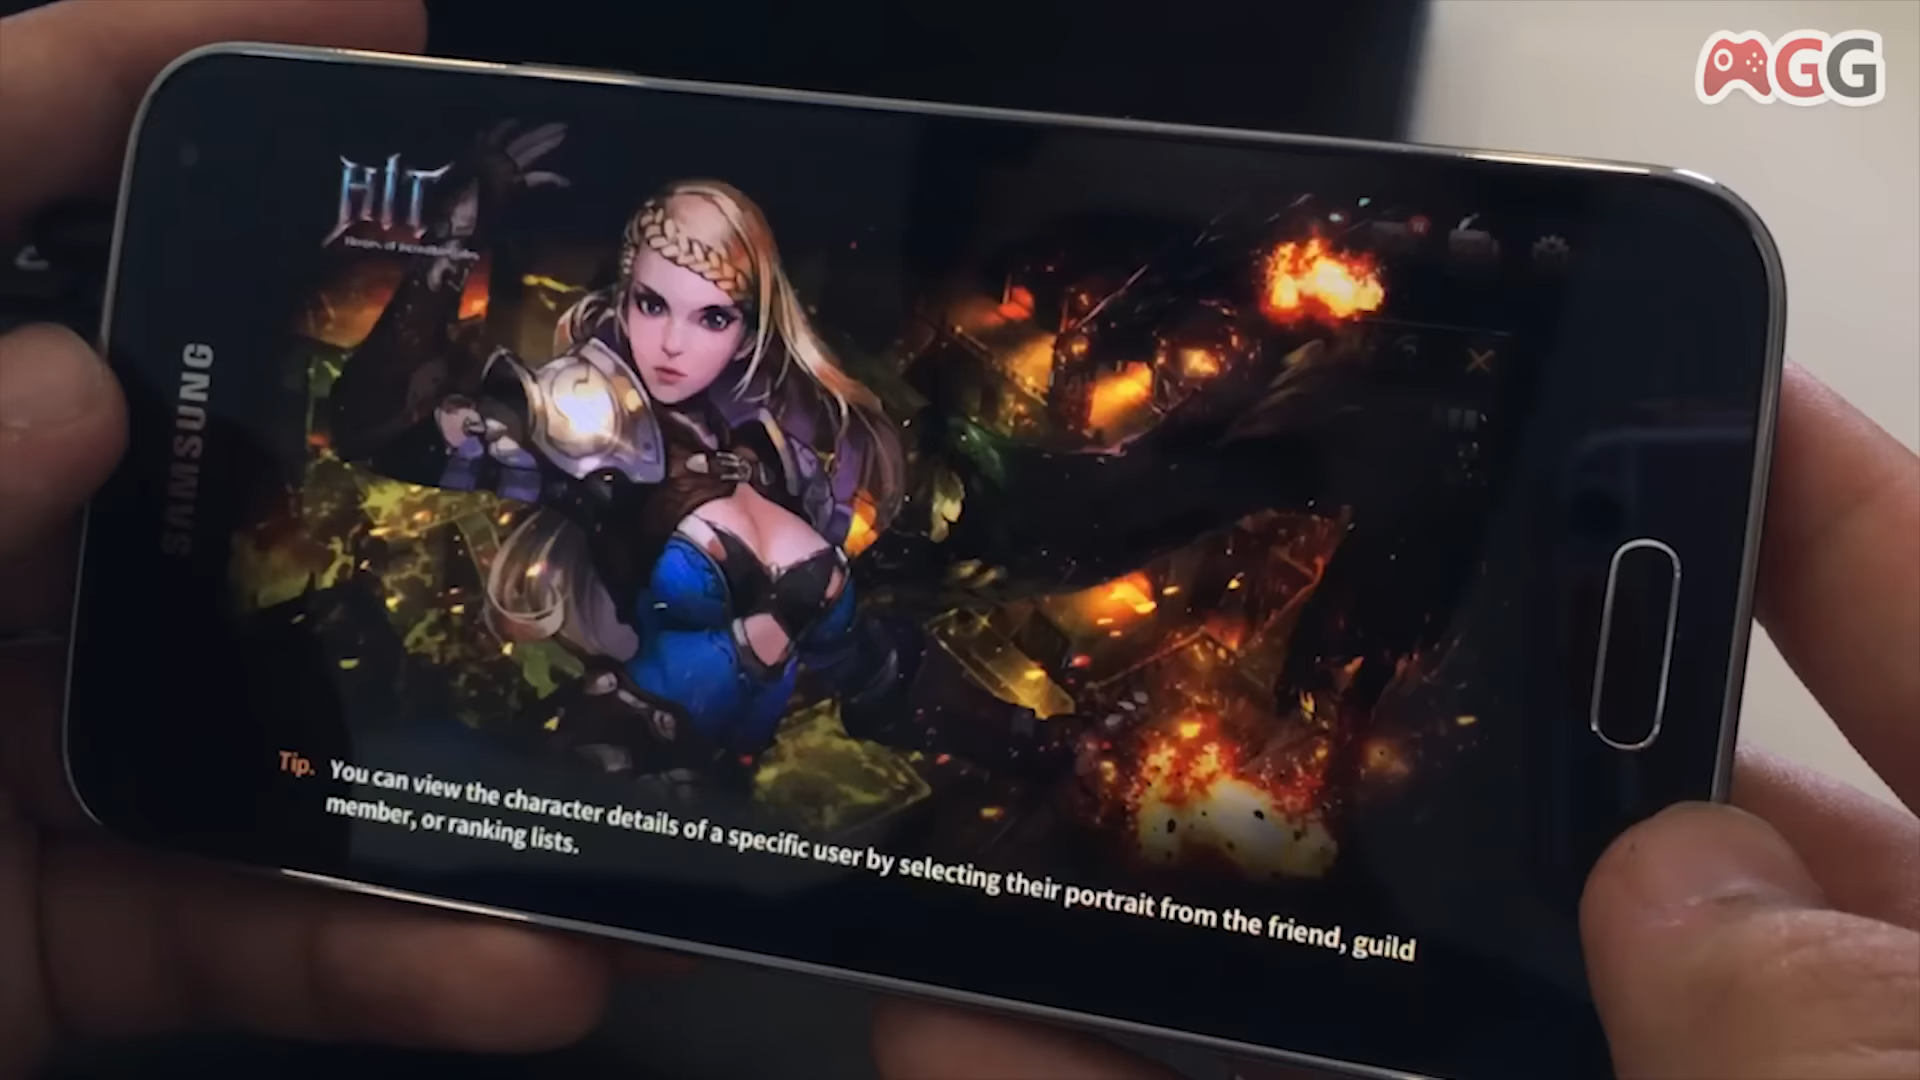 GG
HIT
SAMSUNG
Tip. You can view the character details of a specific user by selecting their portrait from the friend, guild
member, or ranking lists.